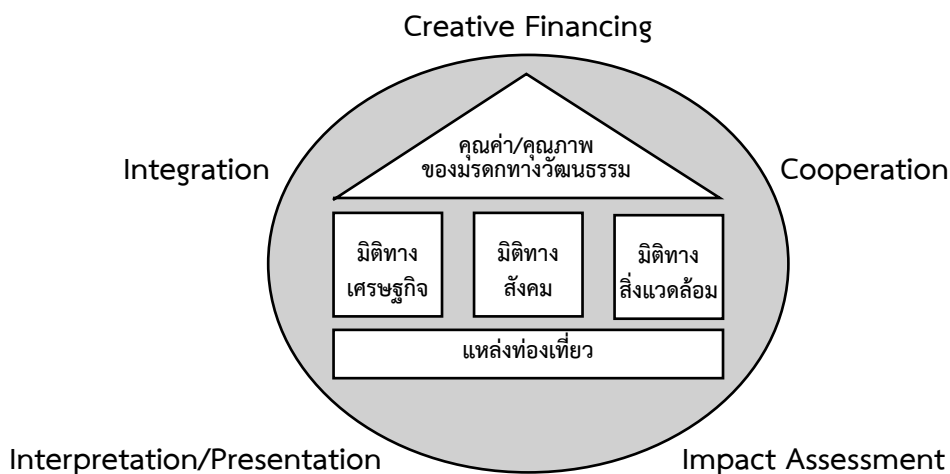 Creative Financing
คุณค่า/คุณภาพ
ของมรดกทางวัฒนธรรม
Integration
Cooperation
มิติทาง
เศรษฐกิจ
มิติทาง
สังคม
มิติทาง
สิ่งแวดล้อม
แหล่งท่องเที่ยว
Interpretation/Presentation
Impact Assessment